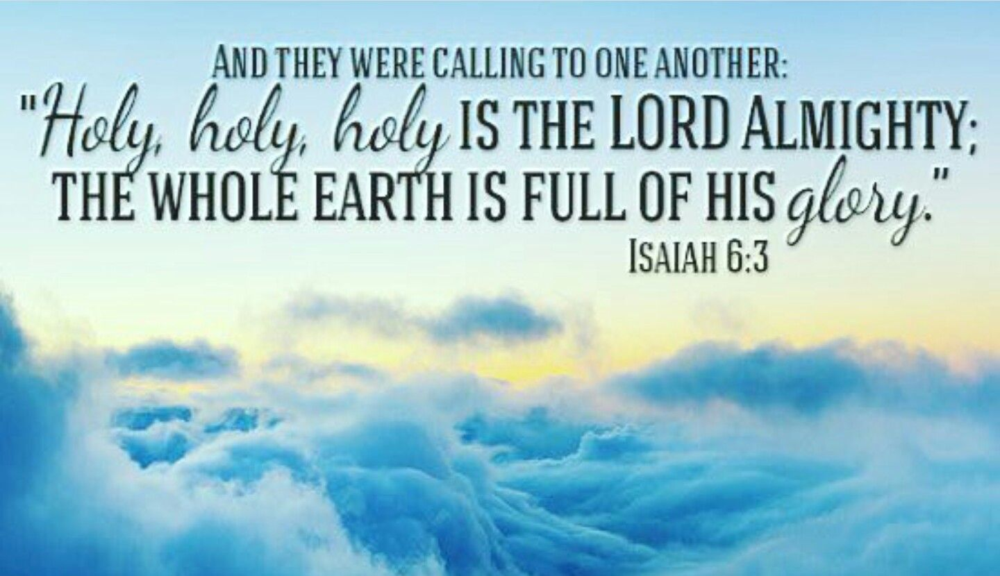 And they were calling to one another:
"Holy, holy, holy is the LORD Almighty;
the whole earth is full of his glory."
Isaiah 6:3